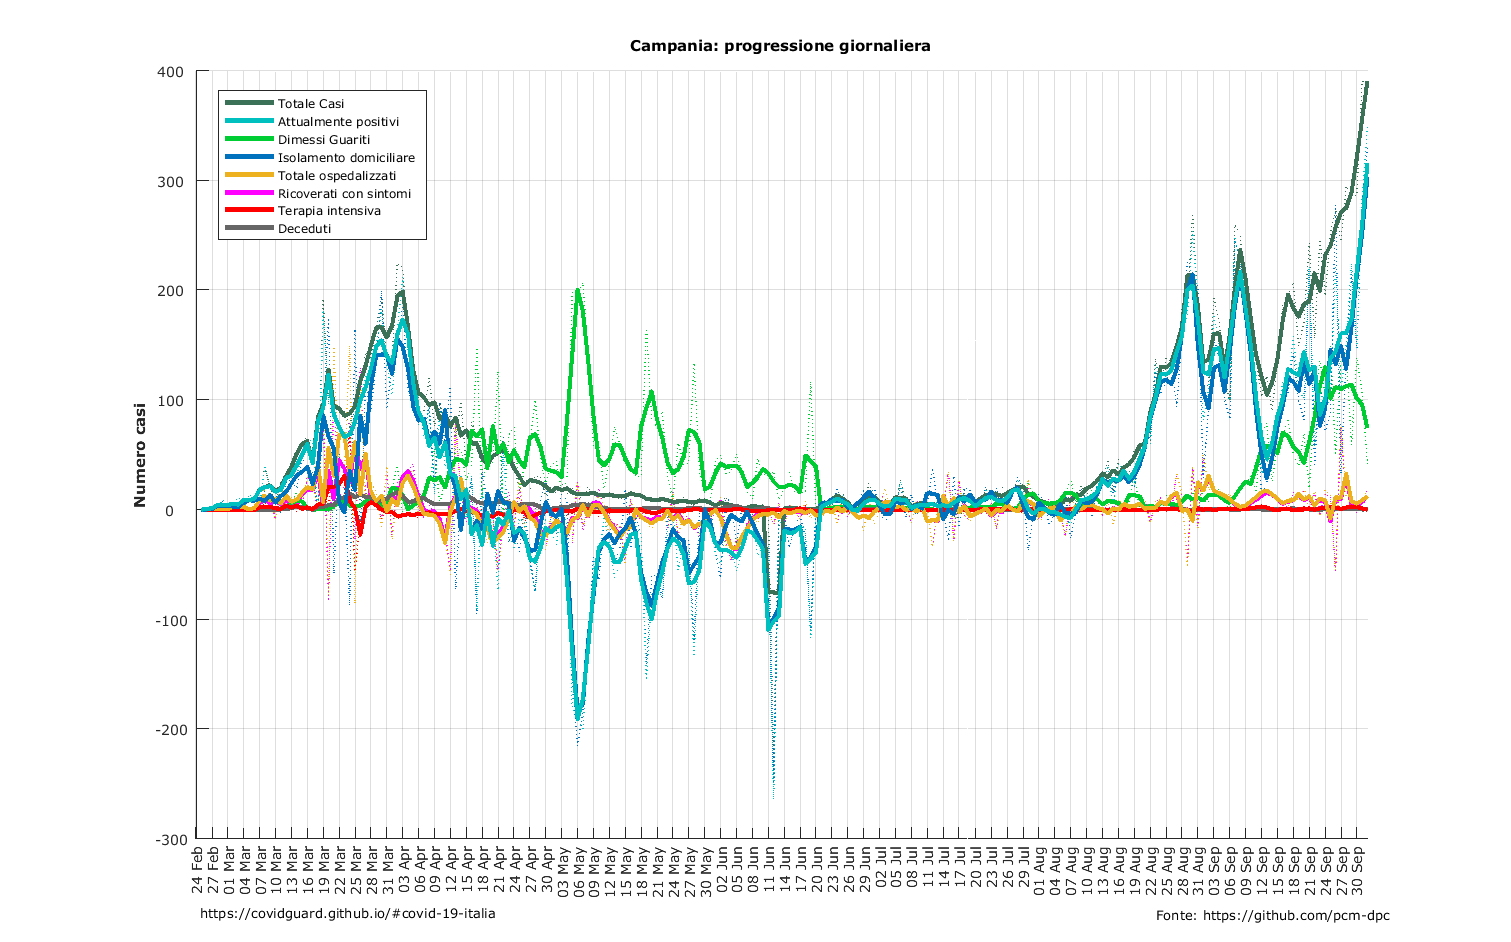 Campania: progressione giornaliera
400
300
200
100
0
-100
-200
-300
Numero casi
Totale Casi
Attualmente positivi
Dimessi Guariti
Isolamento domiciliare
Totale ospedalizzati
Ricoverati con sintomi
Terapia intensiva
Deceduti
24 Feb
27 Feb
01 Mar
04 Mar
07 Mar
10 Mar
13 Mar
16 Mar
19 Mar
22 Mar
25 Mar
28 Mar
31 Mar
03 Apr
06 Apr
09 Apr
12 Apr
15 Apr
18 Apr
21 Apr
24 Apr
27 Apr
30 Apr
03 May
06 May
09 May
12 May
15 May
18 May
21 May
24 May
27 May
30 May
02 Jun
05 Jun
08 Jun
11 Jun
14 Jun
17 Jun
20 Jun
23 Jun
26 Jun
29 Jun
02 Jul
05 Jul
08 Jul
11 Jul
14 Jul
17 Jul
20 Jul
23 Jul
26 Jul
29 Jul
01 Aug
04 Aug
07 Aug
10 Aug
13 Aug
16 Aug
19 Aug
22 Aug
25 Aug
28 Aug
31 Aug
03 Sep
06 Sep
09 Sep
12 Sep
15 Sep
18 Sep
21 Sep
24 Sep
27 Sep
30 Sep
https://covidguard.github.io/#covid-19-italia
Fonte: https://github.com/pcm-dpc